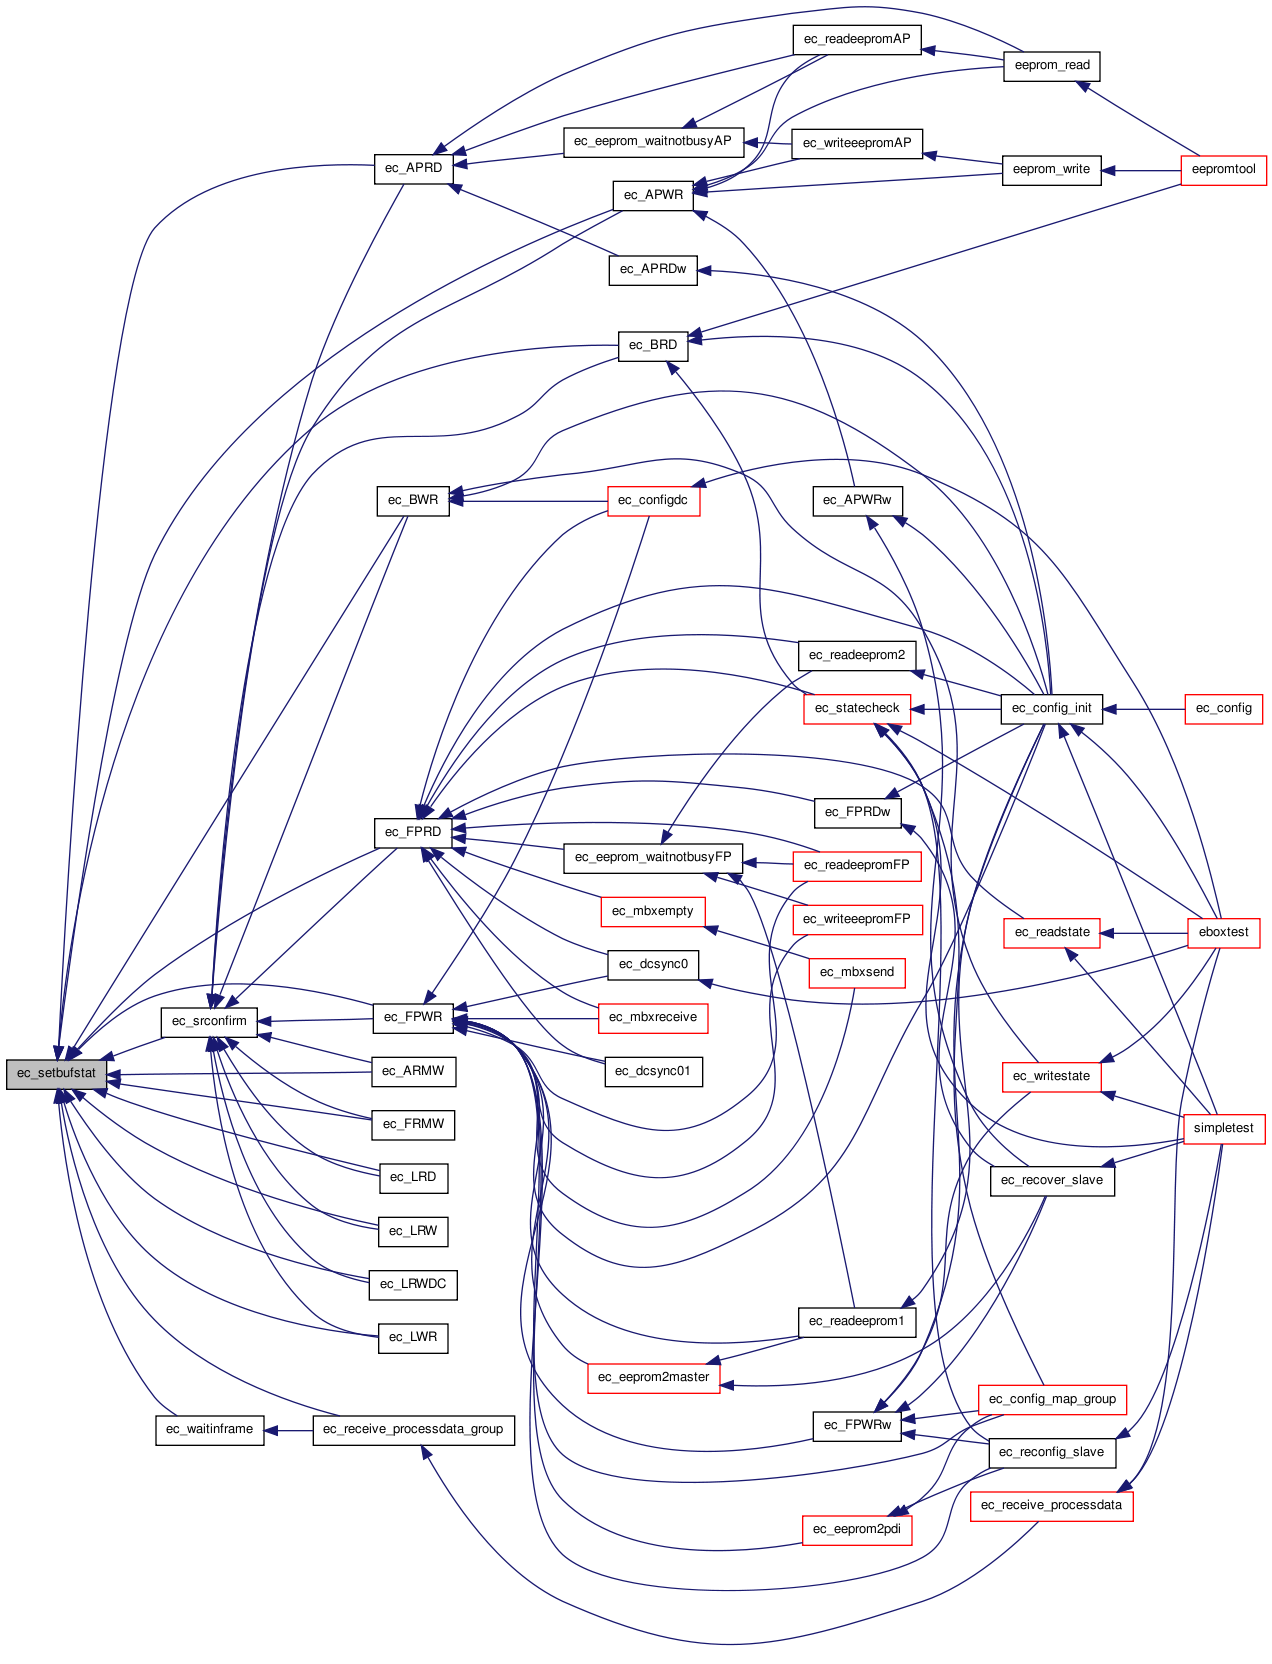 ec_readeepromAP
eeprom_read
ec_eeprom_waitnotbusyAP
ec_writeeepromAP
ec_APRD
eeprom_write
eepromtool
ec_APWR
ec_APRDw
ec_BRD
ec_BWR
ec_configdc
ec_APWRw
ec_readeeprom2
ec_statecheck
ec_config_init
ec_config
ec_FPRDw
ec_FPRD
ec_eeprom_waitnotbusyFP
ec_readeepromFP
ec_mbxempty
ec_writeeepromFP
ec_readstate
eboxtest
ec_dcsync0
ec_mbxsend
ec_srconfirm
ec_FPWR
ec_mbxreceive
ec_setbufstat
ec_ARMW
ec_dcsync01
ec_writestate
ec_FRMW
simpletest
ec_LRD
ec_recover_slave
ec_LRW
ec_LRWDC
ec_readeeprom1
ec_LWR
ec_eeprom2master
ec_config_map_group
ec_waitinframe
ec_receive_processdata_group
ec_FPWRw
ec_reconfig_slave
ec_receive_processdata
ec_eeprom2pdi